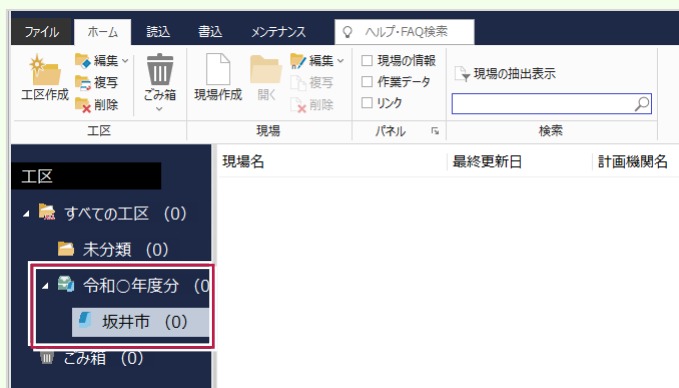 ファイル ホーム 読込 書込 メンテナンス ヘルプ・FAQ検索
工区作成 編集 複写 削除 ごみ箱
現場作成 開く 編集 複写 削除
現場の情報
作業データ
リンク
現場の抽出表示
工区 現場 パネル 検索
工区
現場名 最終更新日 計画機関名
すべての工区 (0)
未分類 (0)
令和○年度分 (0
坂井市 (0)
ごみ箱 (0)